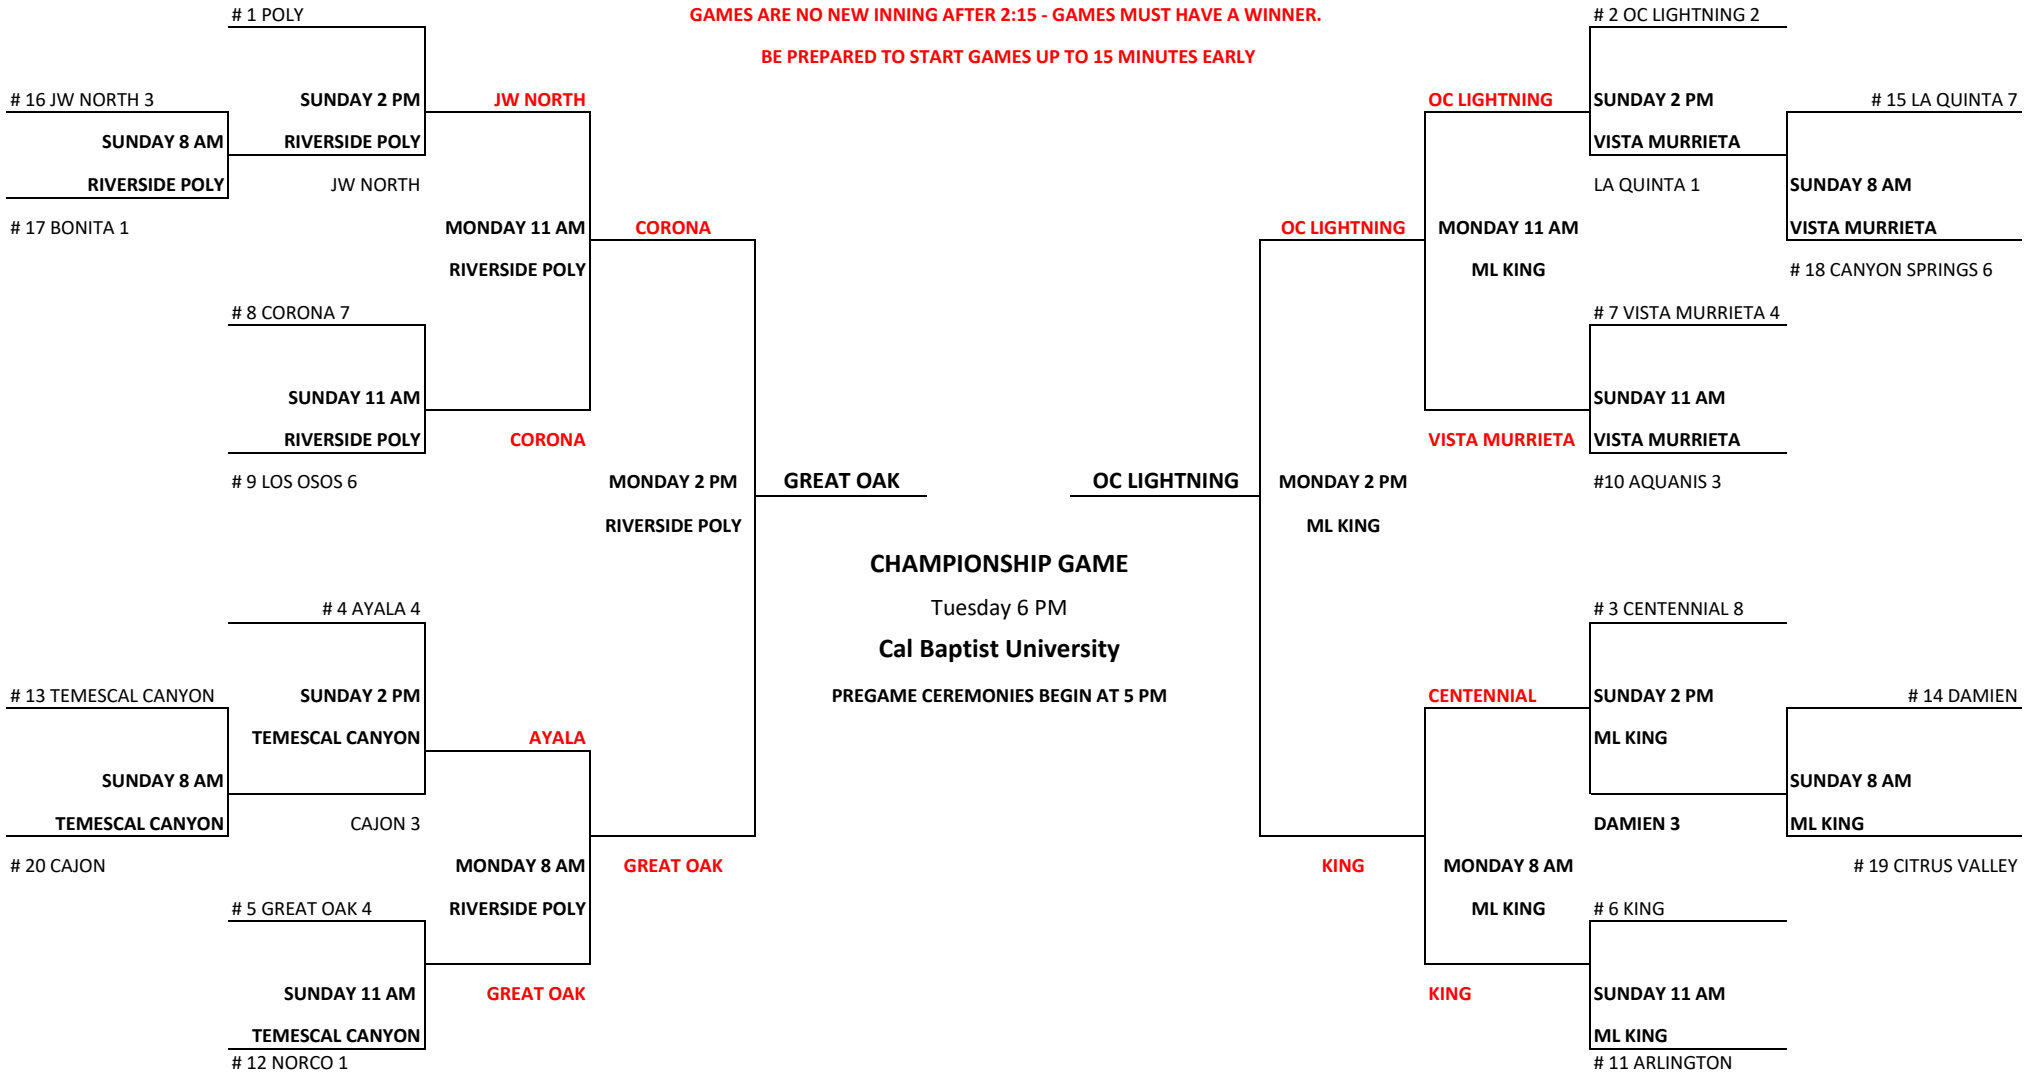 # 1 POLY
GAMES ARE NO NEW INNING AFTER 2:15 - GAMES MUST HAVE A WINNER.
# 2 OC LIGHTNING 2
BE PREPARED TO START GAMES UP TO 15 MINUTES EARLY
# 16 JW NORTH 3
SUNDAY 2 PM
JW NORTH
OC LIGHTNING
SUNDAY 2 PM
# 15 LA QUINTA 7
SUNDAY 8 AM
RIVERSIDE POLY
VISTA MURRIETA
RIVERSIDE POLY
JW NORTH
LA QUINTA 1
SUNDAY 8 AM
# 17 BONITA 1
MONDAY 11 AM
CORONA
OC LIGHTNING
MONDAY 11 AM
VISTA MURRIETA
RIVERSIDE POLY
ML KING
# 18 CANYON SPRINGS 6
# 8 CORONA 7
# 7 VISTA MURRIETA 4
SUNDAY 11 AM
SUNDAY 11 AM
RIVERSIDE POLY
CORONA
VISTA MURRIETA
VISTA MURRIETA
# 9 LOS OSOS 6
MONDAY 2 PM
GREAT OAK
OC LIGHTNING
MONDAY 2 PM
#10 AQUANIS 3
RIVERSIDE POLY
ML KING
CHAMPIONSHIP GAME
# 4 AYALA 4
Tuesday 6 PM
# 3 CENTENNIAL 8
Cal Baptist University
# 13 TEMESCAL CANYON
SUNDAY 2 PM
PREGAME CEREMONIES BEGIN AT 5 PM
CENTENNIAL
SUNDAY 2 PM
# 14 DAMIEN
TEMESCAL CANYON
AYALA
ML KING
SUNDAY 8 AM
SUNDAY 8 AM
TEMESCAL CANYON
CAJON 3
DAMIEN 3
ML KING
# 20 CAJON
MONDAY 8 AM
GREAT OAK
KING
MONDAY 8 AM
# 19 CITRUS VALLEY
# 5 GREAT OAK 4
RIVERSIDE POLY
ML KING
# 6 KING
SUNDAY 11 AM
GREAT OAK
KING
SUNDAY 11 AM
TEMESCAL CANYON
ML KING
# 12 NORCO 1
# 11 ARLINGTON